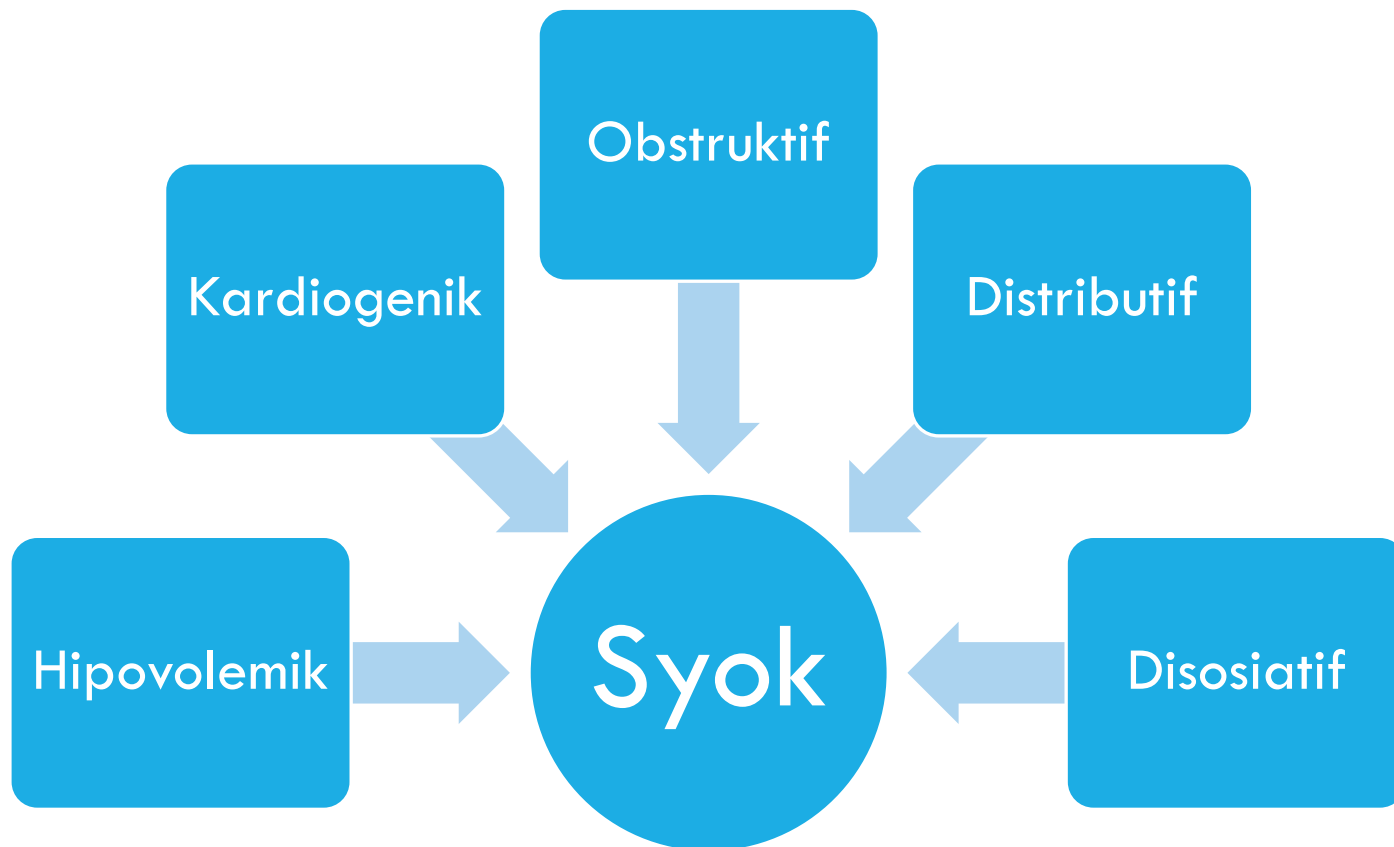 Obstruktif
Kardiogenik
Distributif
Hipovolemik
Syok
Disosiatif